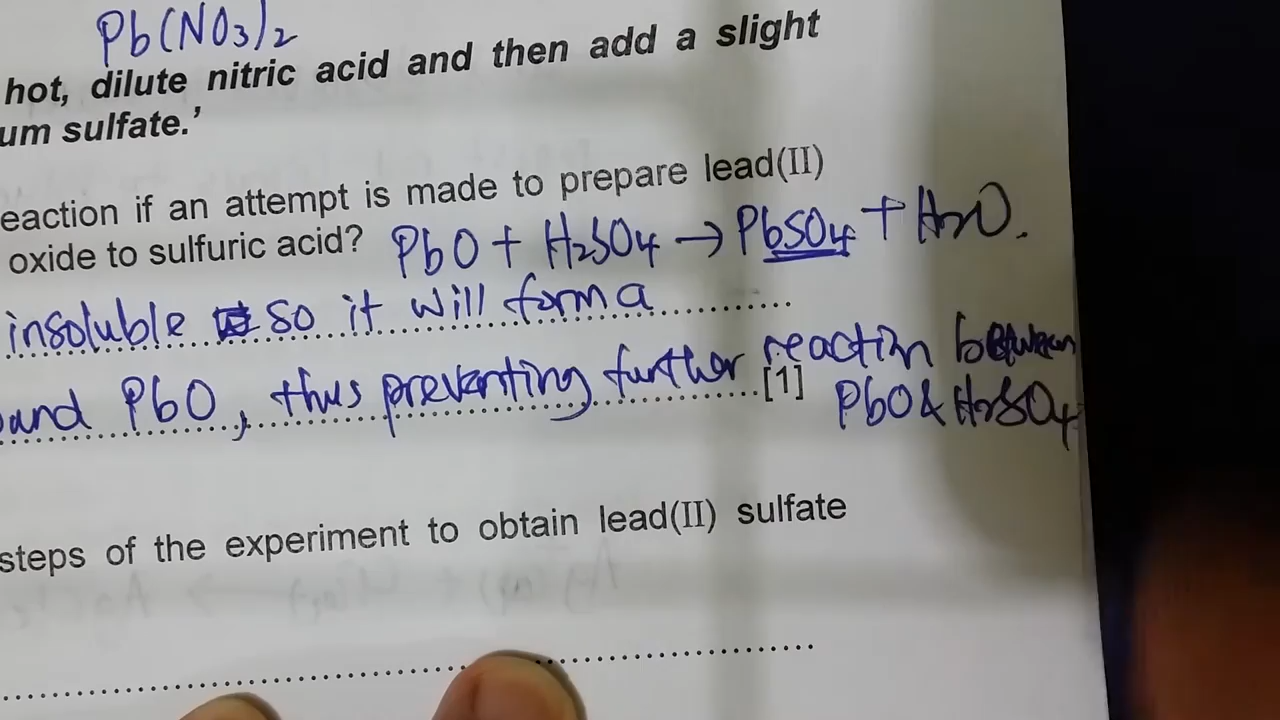 Pb(NO3)2
hot, dilute nitric acid and then add a slight
um sulfate.'
eaction if an attempt is made to prepare lead(II)
oxide to sulfuric acid? PbO + H2SO4 → PbSO4 + H2O.
insoluble so it will form a
and PbO, thus preventing further reaction between
[1] PbO & H2SO4
steps of the experiment to obtain lead(II) sulfate